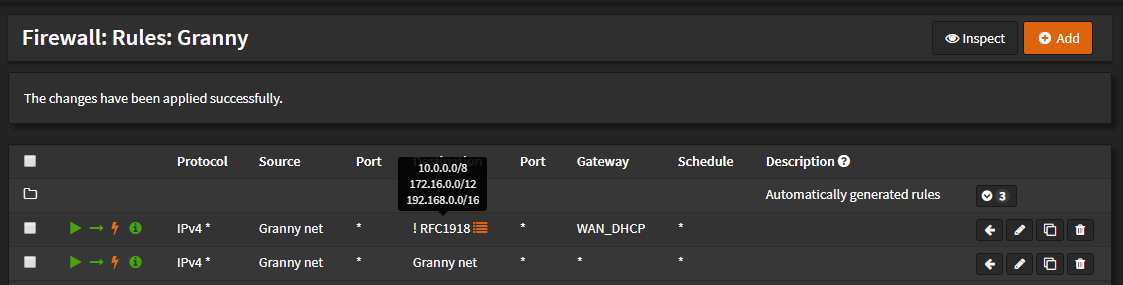 Firewall: Rules: Granny
Inspect
Add
The changes have been applied successfully.
Protocol Source Port Port Gateway Schedule Description ?
10.0.0.0/8
172.16.0.0/12
192.168.0.0/16
Automatically generated rules 3
IPv4 * Granny net * ! RFC1918 * WAN_DHCP *
IPv4 * Granny net * Granny net * * *